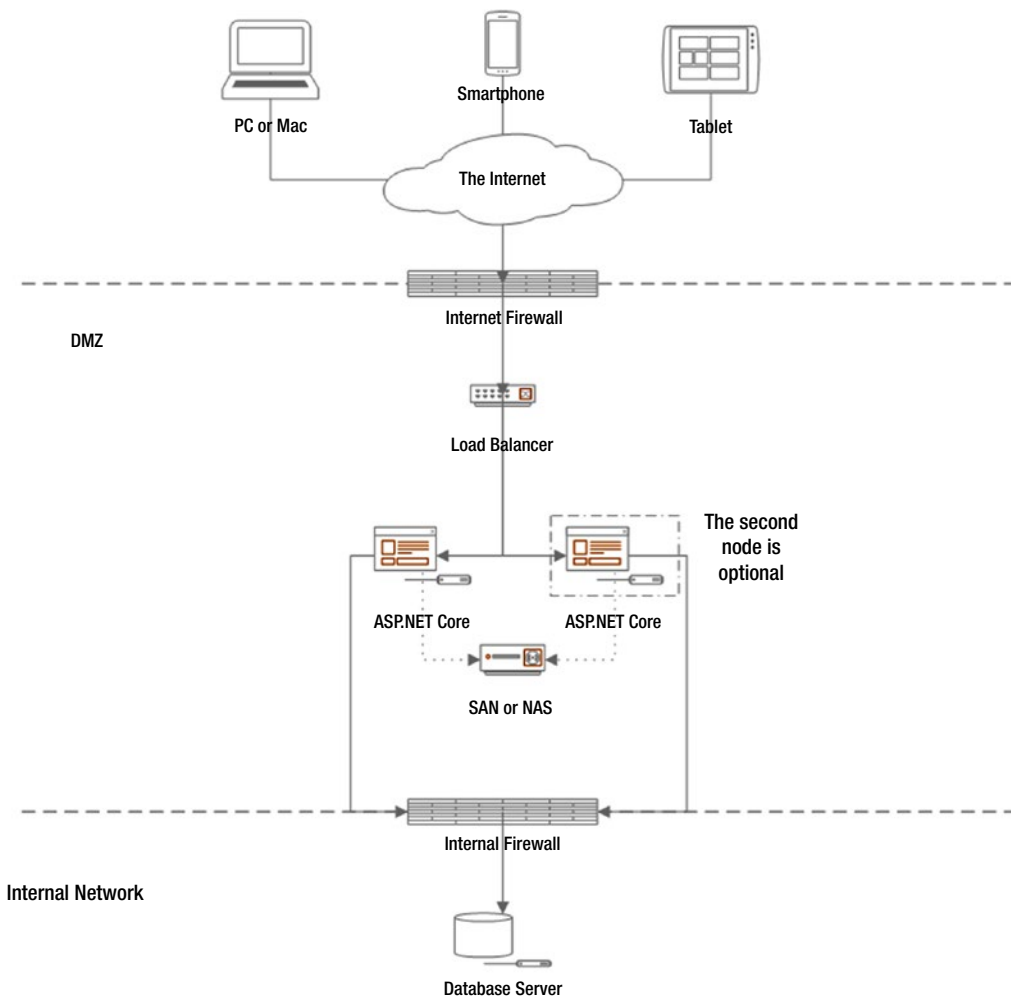 PC or Mac
Smartphone
Tablet
The Internet
Internet Firewall
DMZ
Load Balancer
The second
node is
optional
ASP.NET Core
ASP.NET Core
SAN or NAS
Internal Firewall
Internal Network
Database Server